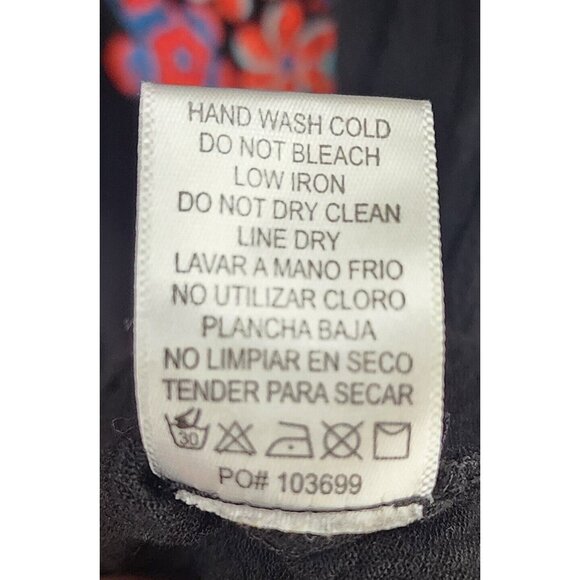 HAND WASH COLD
DO NOT BLEACH
LOW IRON
DO NOT DRY CLEAN
LINE DRY
LAVAR A MANO FRIO
NO UTILIZAR CLORO
PLANCHA BAJA
NO LIMPIAR EN SECO
TENDER PARA SECAR
30
PO# 103699